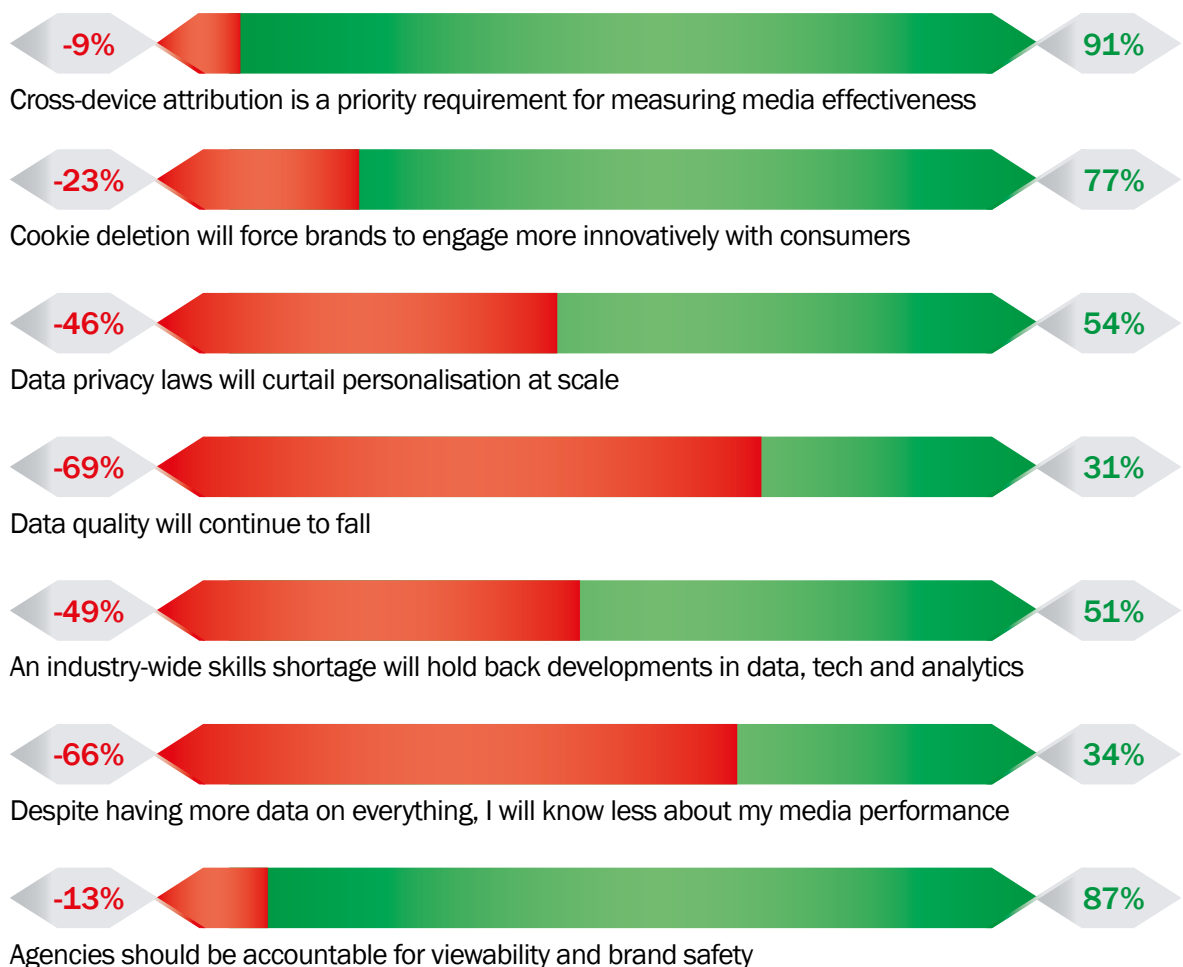 -9% 91%
Cross-device attribution is a priority requirement for measuring media effectiveness
-23% 77%
Cookie deletion will force brands to engage more innovatively with consumers
-46% 54%
Data privacy laws will curtail personalisation at scale
-69% 31%
Data quality will continue to fall
-49% 51%
An industry-wide skills shortage will hold back developments in data, tech and analytics
-66% 34%
Despite having more data on everything, I will know less about my media performance
-13% 87%
Agencies should be accountable for viewability and brand safety